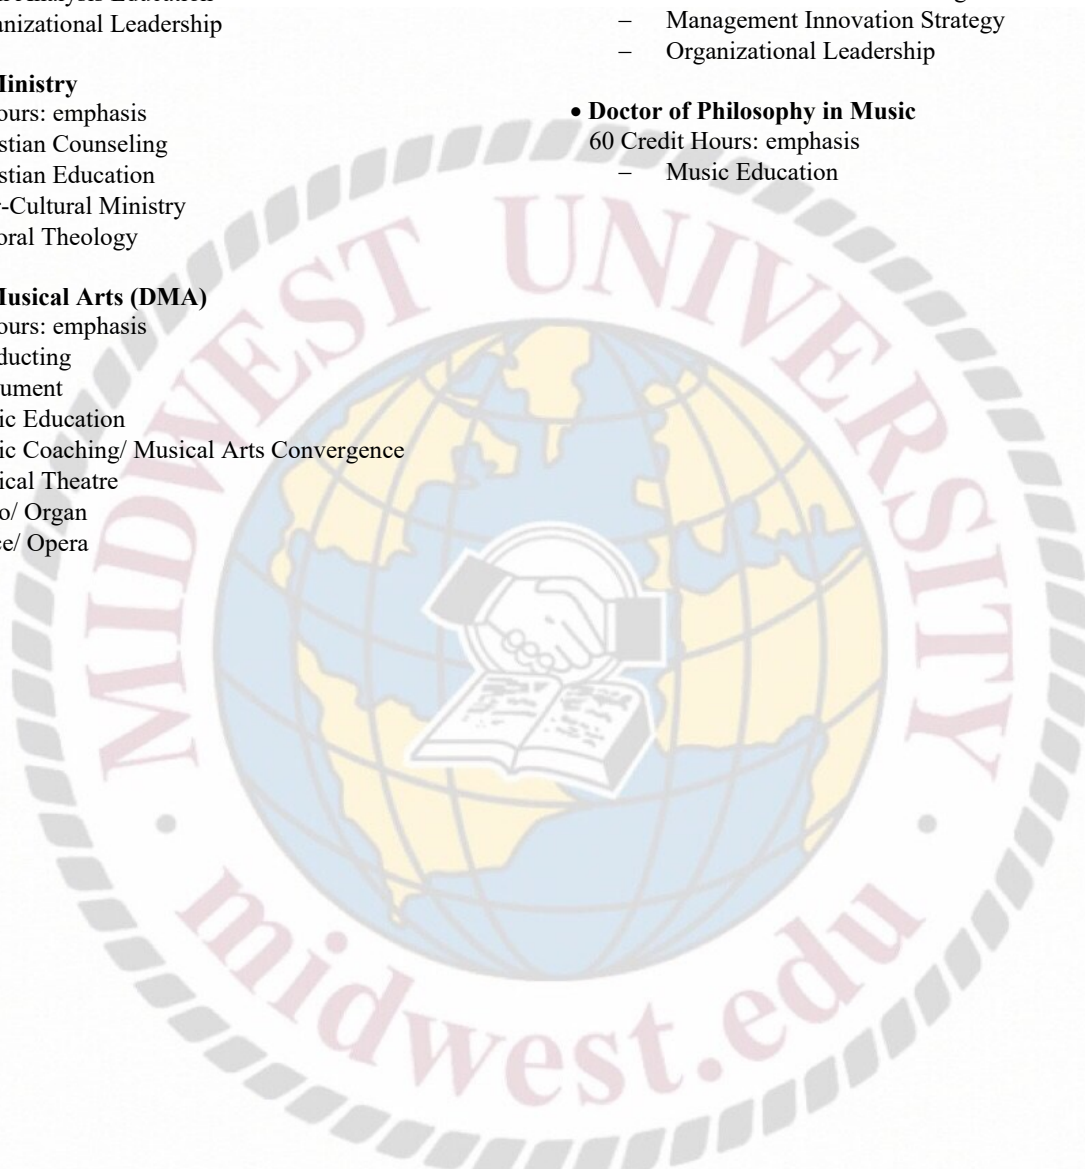 anizational Leadership
Ministry
ours: emphasis
stian Counseling
stian Education
r-Cultural Ministry
oral Theology
Musical Arts (DMA)
ours: emphasis
ducting
ument
ic Education
ic Coaching/ Musical Arts Convergence
ical Theatre
o/ Organ
ce/ Opera
– Management Innovation Strategy
– Organizational Leadership
• Doctor of Philosophy in Music
60 Credit Hours: emphasis
– Music Education
MIDWEST UNIVERSITY
midwest.edu